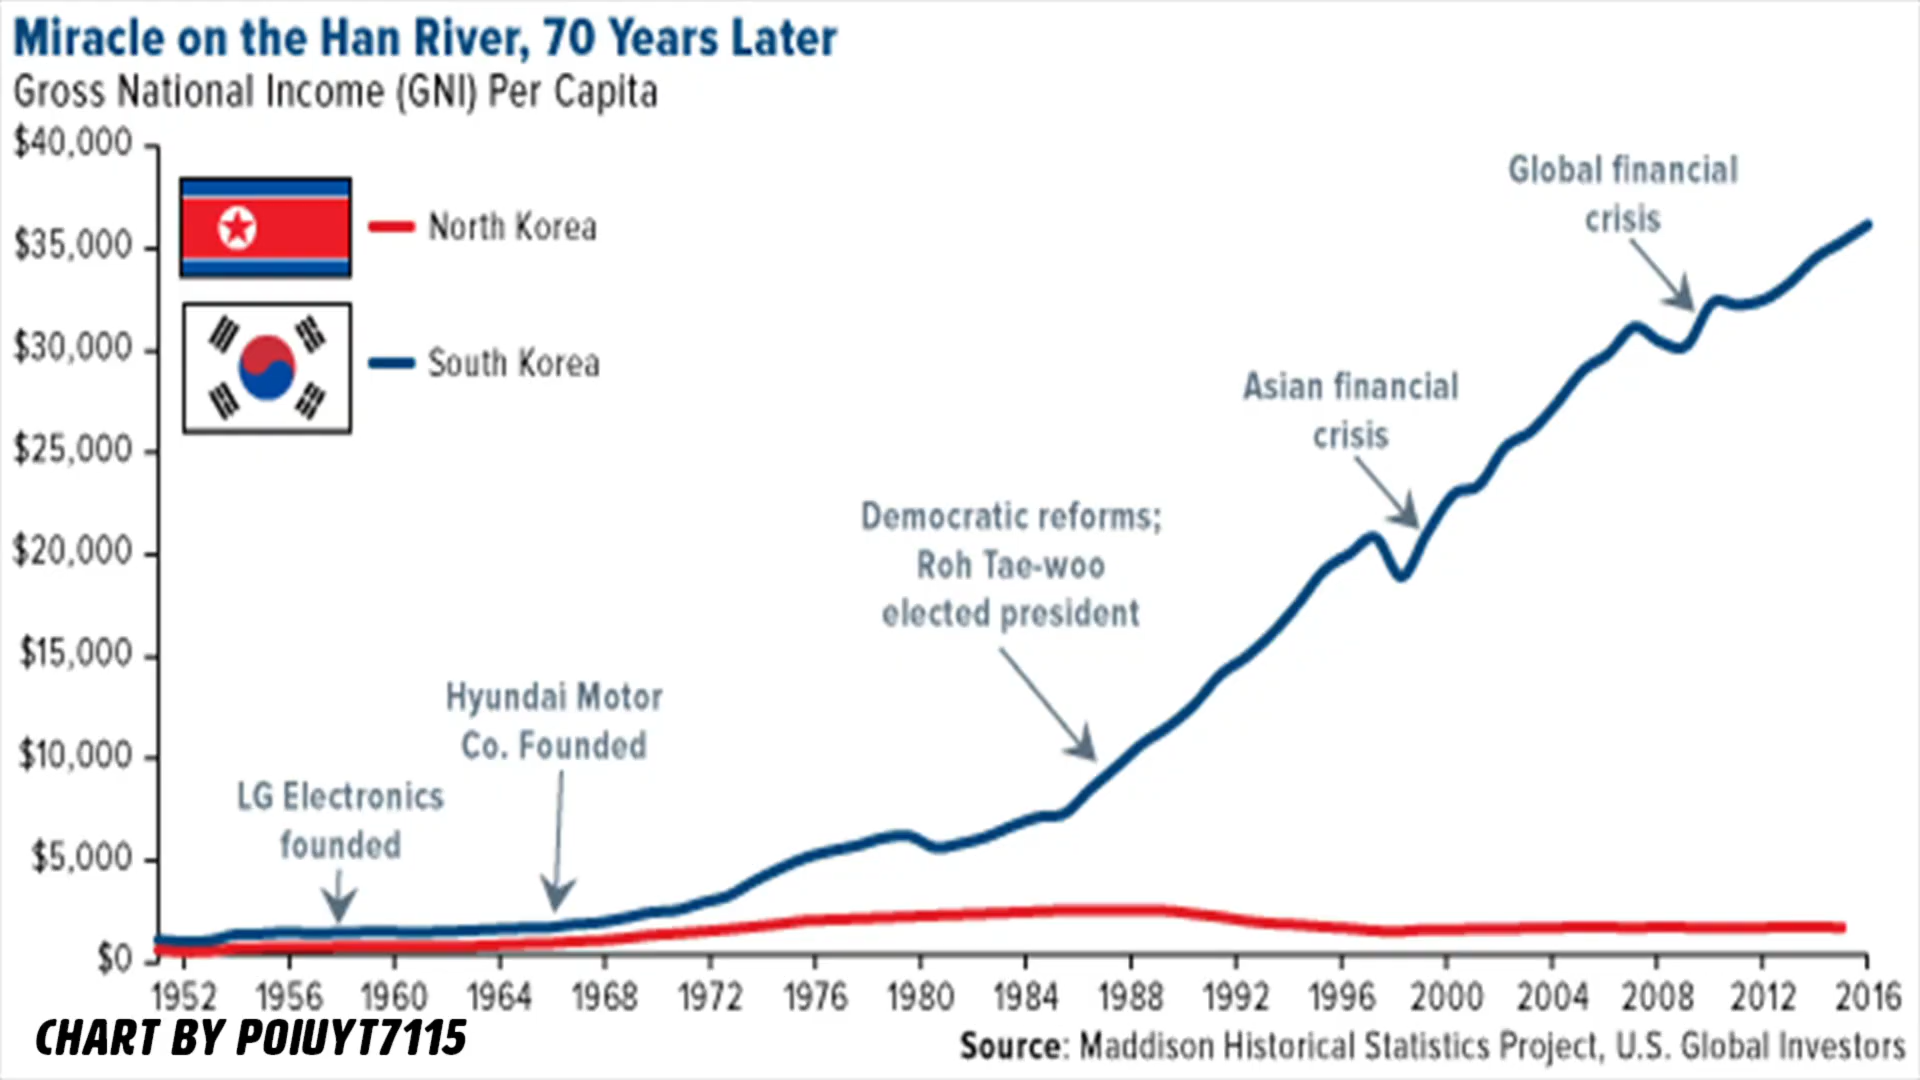 Miracle on the Han River, 70 Years Later
Gross National Income (GNI) Per Capita
$40,000
$35,000
$30,000
$25,000
$20,000
$15,000
$10,000
$5,000
$0
North Korea
South Korea
LG Electronics
founded
Hyundai Motor
Co. Founded
Democratic reforms;
Roh Tae-woo
elected president
Asian financial
crisis
Global financial
crisis
1952 1956 1960 1964 1968 1972 1976 1980 1984 1988 1992 1996 2000 2004 2008 2012 2016
CHART BY POIUYT7115
Source: Maddison Historical Statistics Project, U.S. Global Investors